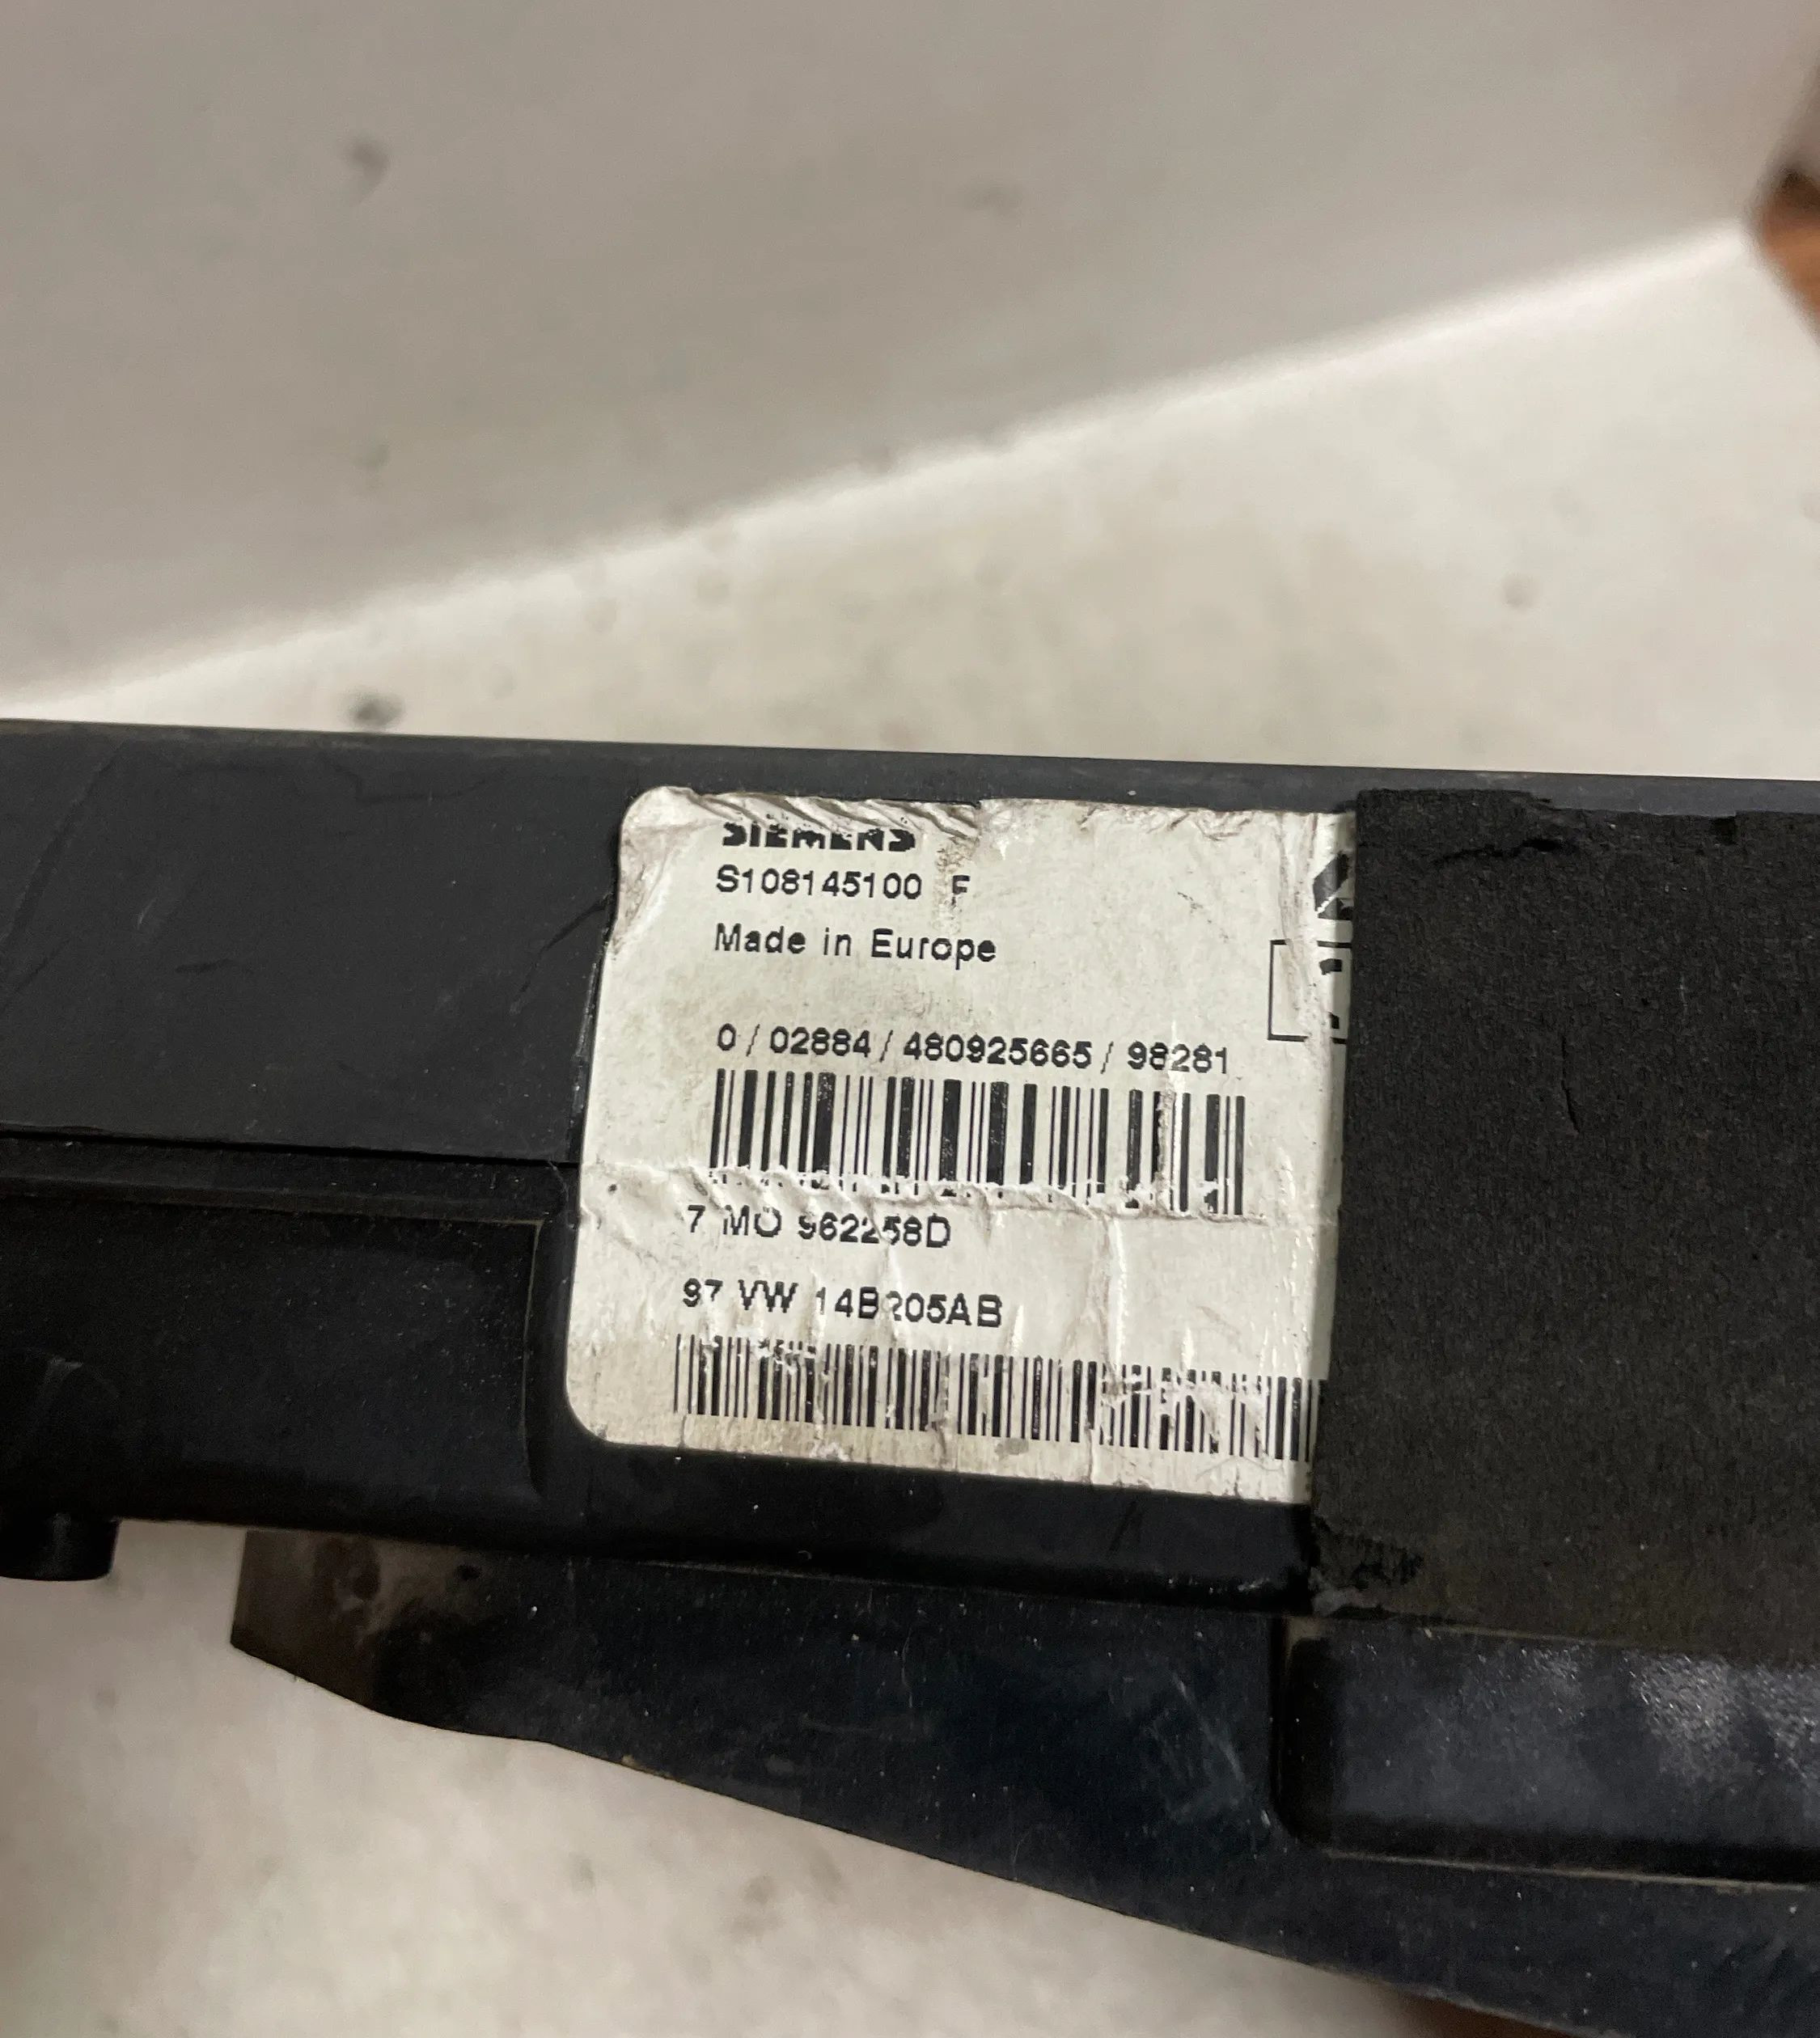 SIEMENS
S108145100 F
Made in Europe
0 / 02884 / 480925665 / 98281
7 MO 962258D
97 VW 14B205AB